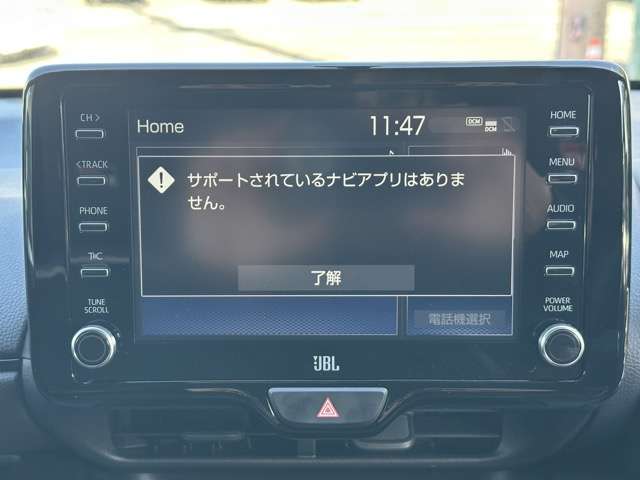 CH >
<TRACK
PHONE
T/C
TUNE
SCROLL
Home
11:47
DCM
DCM
サポートされているナビアプリはありま
せん。
了解
電話機選択
HOME
MENU
AUDIO
MAP
POWER
VOLUME
JBL